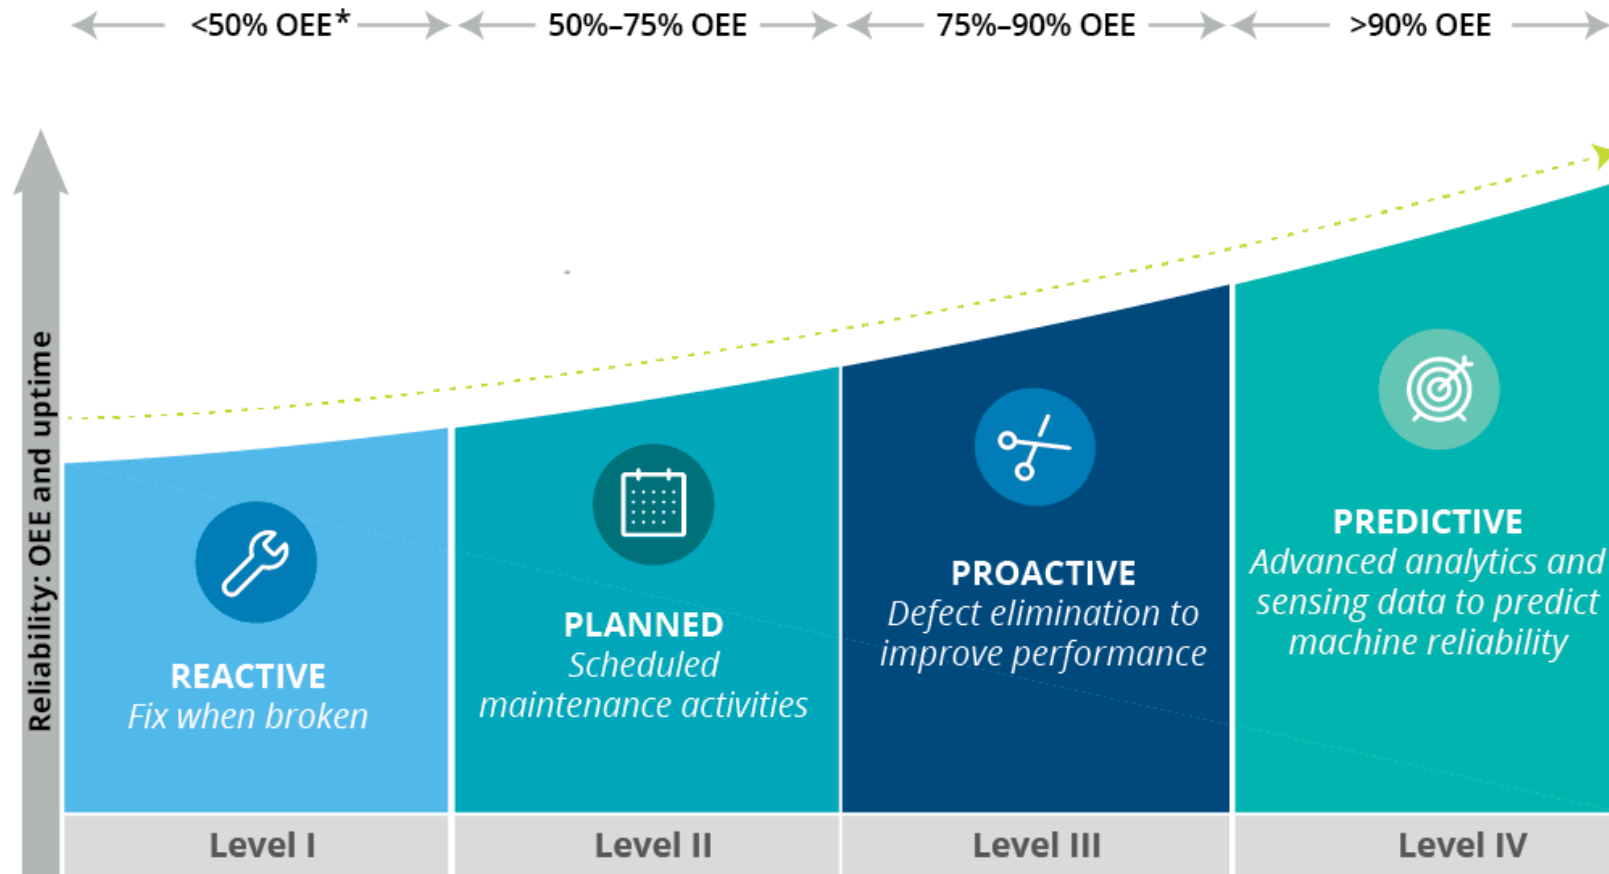 <50% OEE*
50%–75% OEE
75%–90% OEE
>90% OEE
Reliability: OEE and uptime
REACTIVE
Fix when broken
PLANNED
Scheduled
maintenance activities
PROACTIVE
Defect elimination to
improve performance
PREDICTIVE
Advanced analytics and
sensing data to predict
machine reliability
Level I
Level II
Level III
Level IV